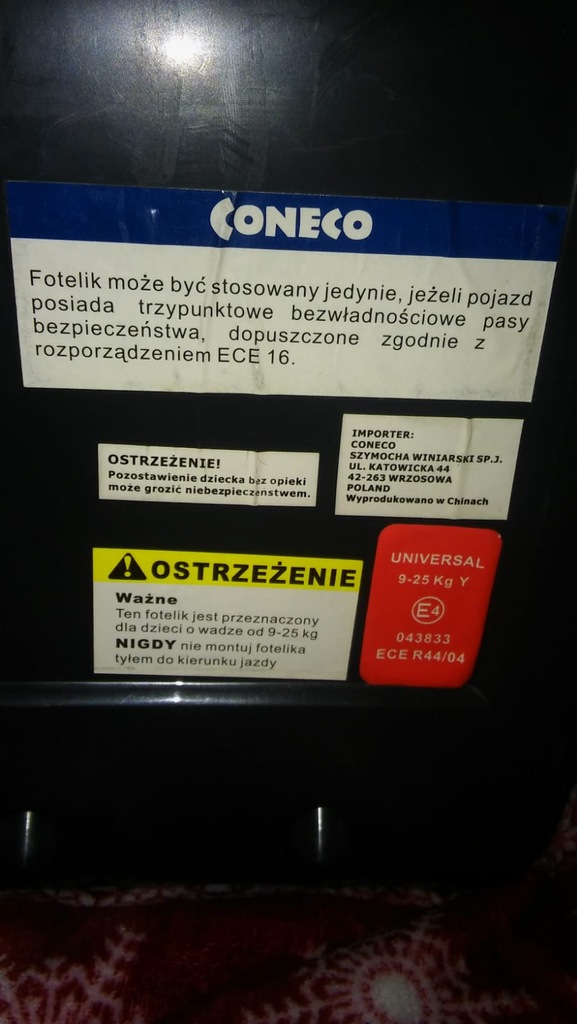 CONECO
Fotelik może być stosowany jedynie, jeżeli pojazd
posiada trzypunktowe bezwładnościowe pasy
bezpieczeństwa, dopuszczone zgodnie z
rozporządzeniem ECE 16.
OSTRZEŻENIE!
Pozostawienie dziecka bez opieki
może grozić niebezpieczenstwem.
IMPORTER:
CONECO
SZYMOCHA WINIARSKI SP.J.
UL. KATOWICKA 44
42-263 WRZOSOWA
POLAND
Wyprodukowano w Chinach
OSTRZEŻENIE
Ważne
Ten fotelik jest przeznaczony
dla dzieci o wadze od 9-25 kg
NIGDY nie montuj fotelika
tyłem do kierunku jazdy
UNIVERSAL
9-25 Kg Y
E4
043833
ECE R44/04